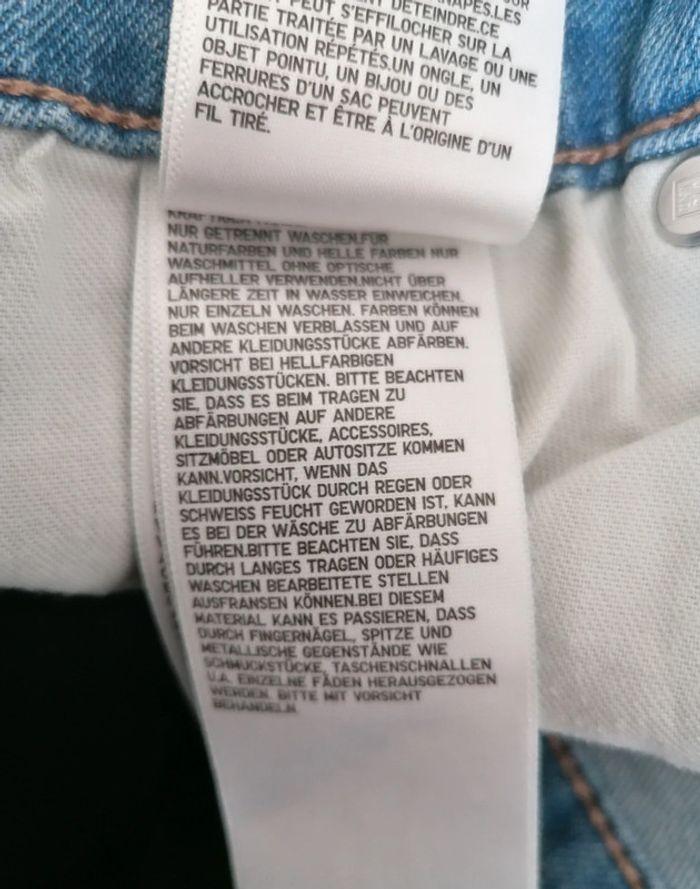 DÉTEINDRE.CE
PEUT S'EFFILOCHER SUR LA
PARTIE TRAITÉE PAR UN LAVAGE OU UNE
UTILISATION RÉPÉTÉS.UN ONGLE, UN
OBJET POINTU, UN BIJOU OU DES
FERRURES D'UN SAC PEUVENT
ACCROCHER ET ÊTRE À L'ORIGINE D'UN
FIL TIRÉ.
NUR GETRENNT WASCHEN.FÜR
NATURFARBEN UND HELLE FARBEN NUR
WASCHMITTEL OHNE OPTISCHE
AUFHELLER VERWENDEN.NICHT ÜBER
LÄNGERE ZEIT IN WASSER EINWEICHEN.
NUR EINZELN WASCHEN. FARBEN KÖNNEN
BEIM WASCHEN VERBLASSEN UND AUF
ANDERE KLEIDUNGSSTÜCKE ABFÄRBEN.
VORSICHT BEI HELLFARBIGEN
KLEIDUNGSSTÜCKEN. BITTE BEACHTEN
SIE, DASS ES BEIM TRAGEN ZU
ABFÄRBUNGEN AUF ANDERE
KLEIDUNGSSTÜCKE, ACCESSOIRES,
SITZMÖBEL ODER AUTOSITZE KOMMEN
KANN.VORSICHT, WENN DAS
KLEIDUNGSSTÜCK DURCH REGEN ODER
SCHWEISS FEUCHT GEWORDEN IST, KANN
ES BEI DER WÄSCHE ZU ABFÄRBUNGEN
FÜHREN.BITTE BEACHTEN SIE, DASS
DURCH LANGES TRAGEN ODER HÄUFIGES
WASCHEN BEARBEITETE STELLEN
AUSFRANSEN KÖNNEN.BEI DIESEM
MATERIAL KANN ES PASSIEREN, DASS
DURCH FINGERNÄGEL, SPITZE UND
METALLISCHE GEGENSTÄNDE WIE
SCHMUCKSTÜCKE, TASCHENSCHNALLEN
U.A. EINZELNE FÄDEN HERAUSGEZOGEN
WERDEN. BITTE MIT VORSICHT
BEHANDELN.